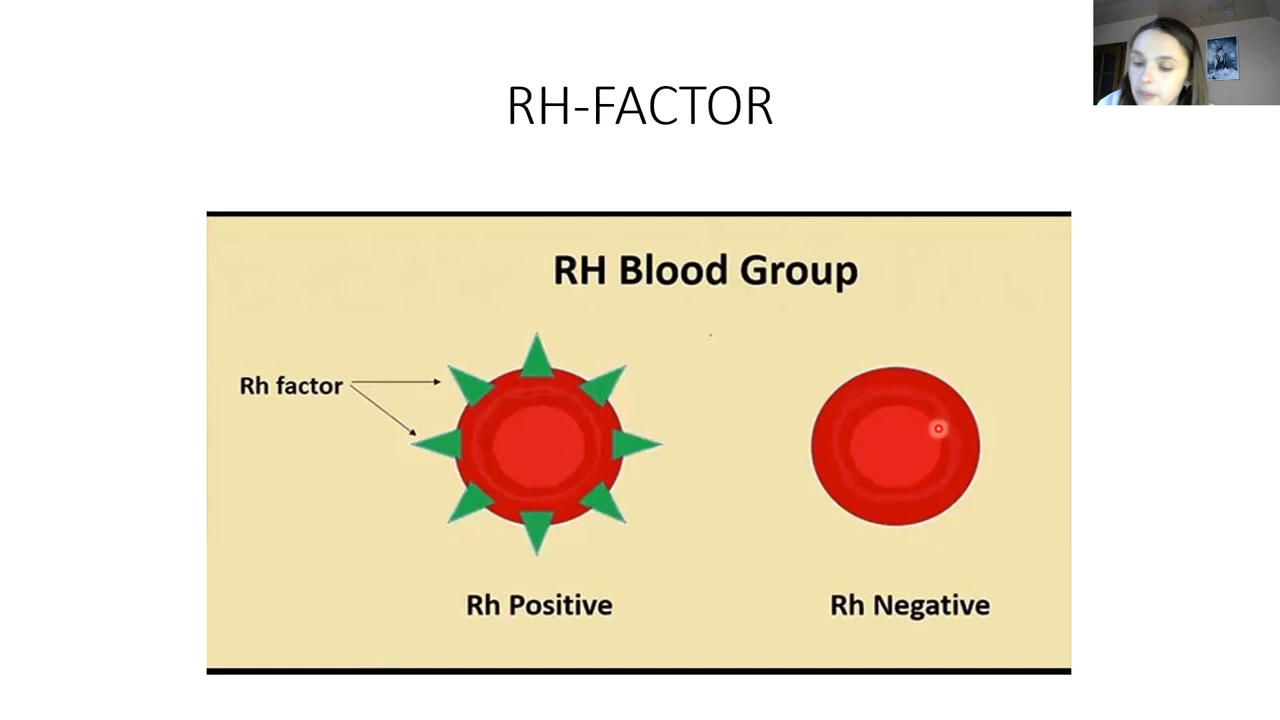 RH-FACTOR
RH Blood Group
Rh factor
Rh Positive
Rh Negative